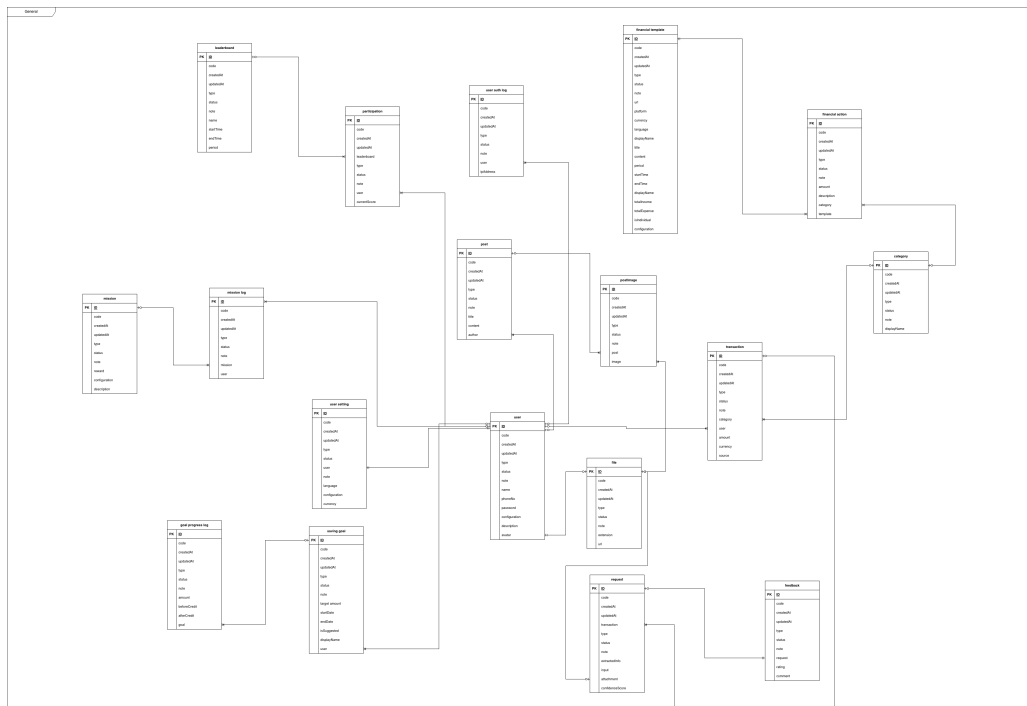 General
leaderboard
PK ID
code
createdAt
updatedAt
type
status
note
name
startTime
endTime
period
participation
PK ID
code
createdAt
updatedAt
leaderboard
type
status
note
user
currentScore
user auth log
PK ID
code
createdAt
updatedAt
type
status
note
user
ipAddress
financial template
PK ID
code
createdAt
updatedAt
type
status
note
url
platform
currency
language
displayName
title
content
period
startTime
endTime
displayName
totalIncome
totalExpense
configuration
financial action
PK ID
code
createdAt
updatedAt
type
status
note
amount
description
category
template
category
PK ID
code
createdAt
updatedAt
type
status
note
displayName
post
PK ID
code
createdAt
updatedAt
type
status
note
title
content
author
postImage
PK ID
code
createdAt
updatedAt
type
status
note
post
image
mission
PK ID
code
createdAt
updatedAt
type
status
note
reward
configuration
description
mission log
PK ID
code
createdAt
updatedAt
type
status
note
mission
user
transaction
PK ID
code
createdAt
updatedAt
type
status
note
category
user
amount
currency
source
user setting
PK ID
code
createdAt
updatedAt
type
status
user
note
language
configuration
currency
user
PK ID
code
createdAt
updatedAt
type
status
note
name
phoneNo
password
configuration
description
avatar
file
PK ID
code
createdAt
updatedAt
type
status
note
extension
url
goal progress log
PK ID
code
createdAt
updatedAt
type
status
note
amount
beforeCredit
afterCredit
goal
saving goal
PK ID
code
createdAt
updatedAt
type
status
note
target amount
startDate
endDate
isSuggested
displayName
user
request
PK ID
code
createdAt
updatedAt
transaction
type
status
note
extractedInfo
input
attachment
confidenceScore
feedback
PK ID
code
createdAt
updatedAt
type
status
note
request
rating
comment